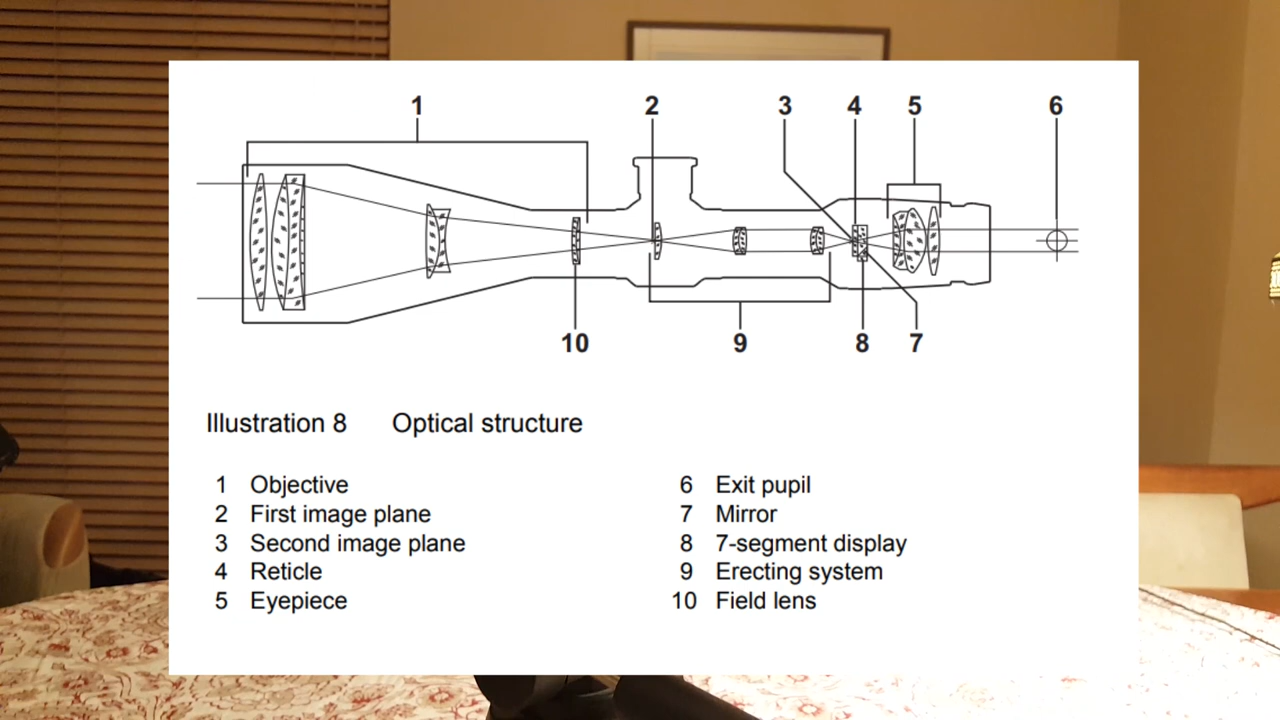 1 2 3 4 5 6
10 9 8 7
Illustration 8 Optical structure
1 Objective
2 First image plane
3 Second image plane
4 Reticle
5 Eyepiece
6 Exit pupil
7 Mirror
8 7-segment display
9 Erecting system
10 Field lens